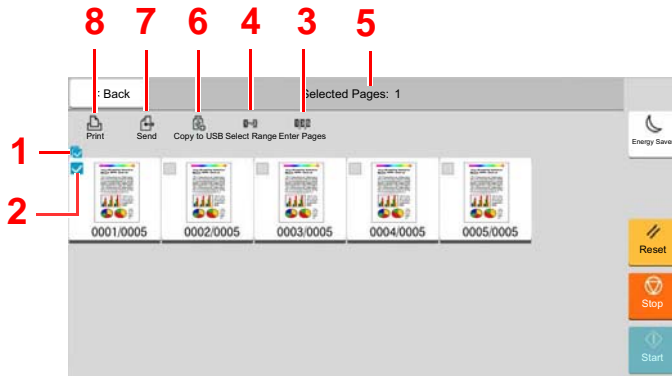 8 7 6 4 3 5
: Back
Selected Pages: 1
Print Send Copy to USB Select Range Enter Pages
Energy Save
1
2
0001/0005 0002/0005 0003/0005 0004/0005 0005/0005
Reset
Stop
Start